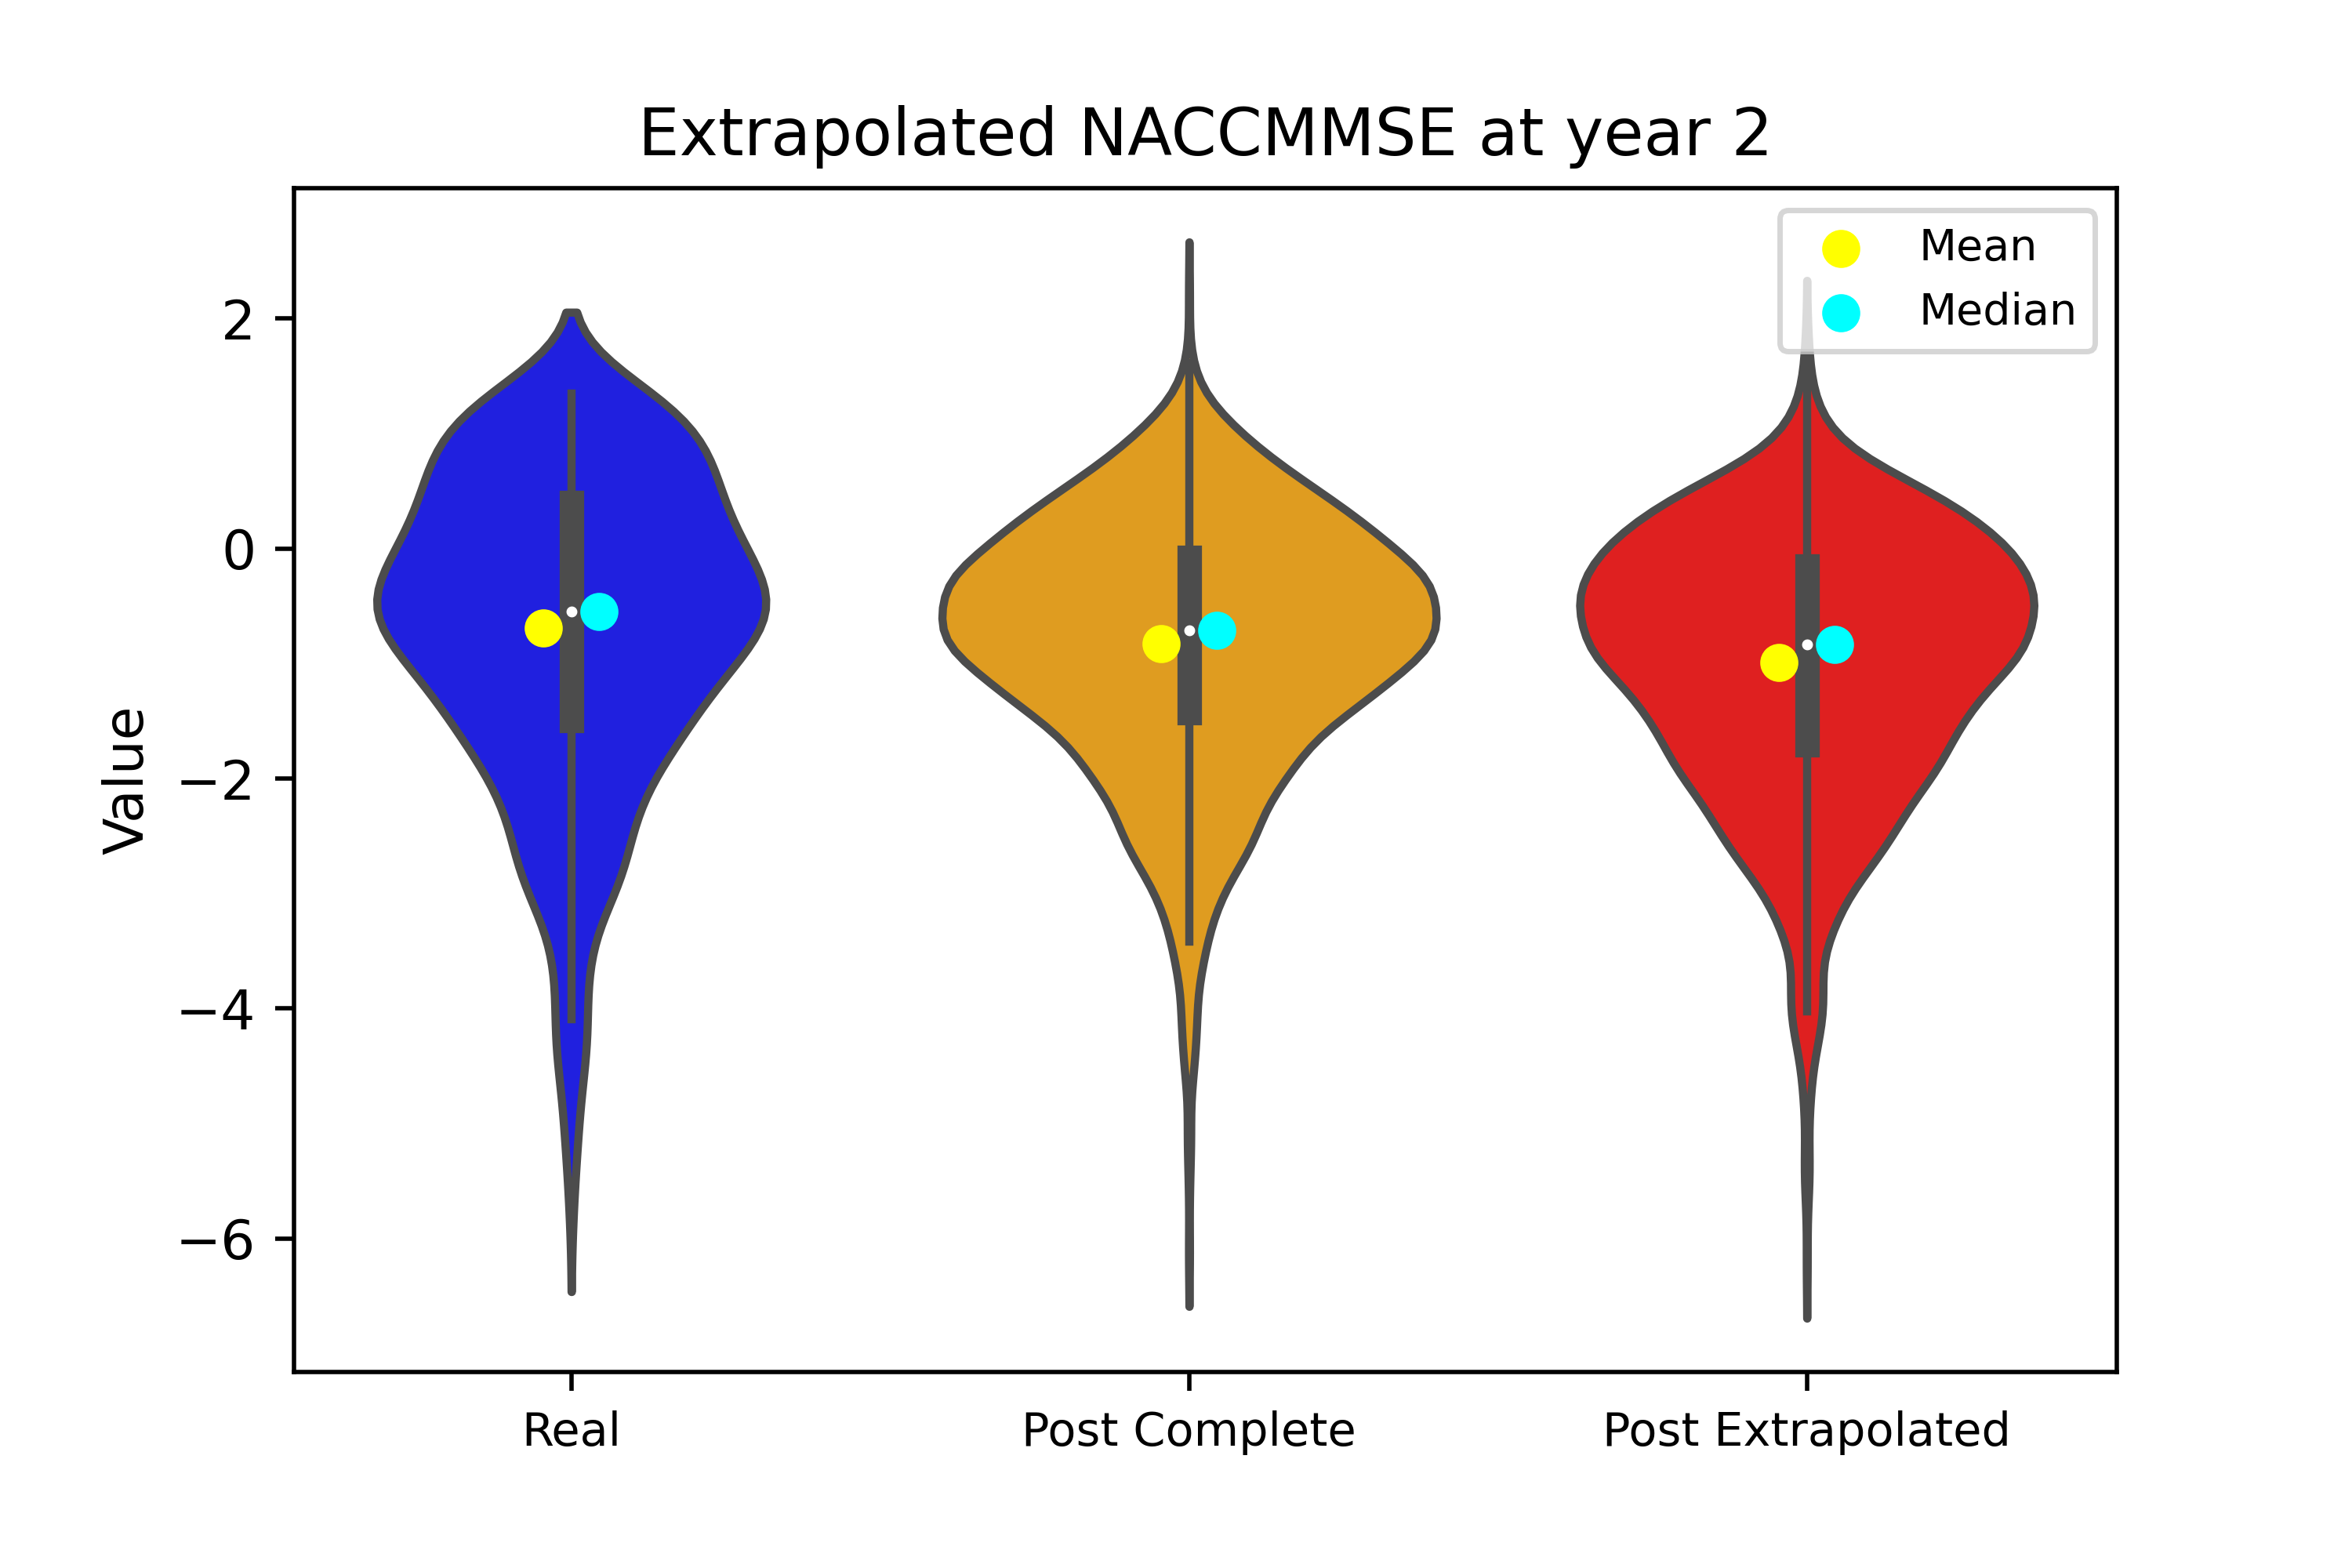 Extrapolated NACCMMSE at year 2
Mean
Median
2
0
−2
−4
−6
Value
Real
Post Complete
Post Extrapolated